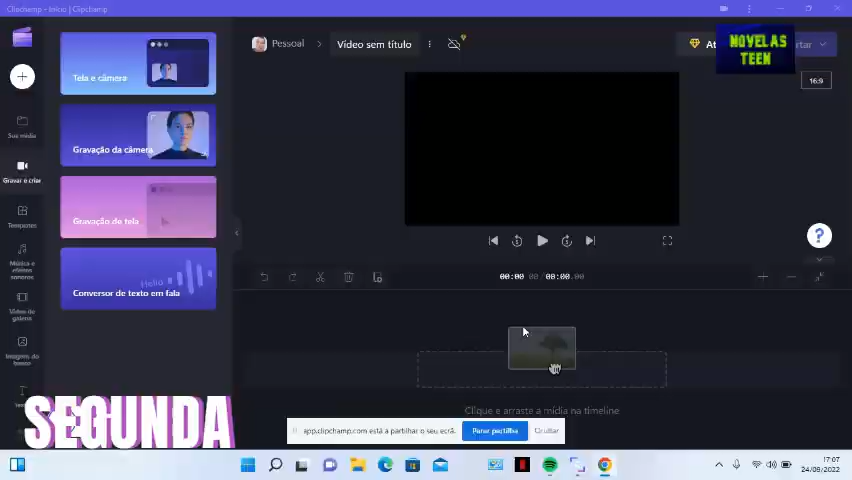 Clipchamp - Início | Clipchamp
Pessoal
Vídeo sem título
NOVELAS
TEEN
16:9
Tela e câmera
Gravação da câmera
Gravação de tela
Conversor de texto em fala
Sua mídia
Gravar e criar
Templates
Música e
efeitos
sonoros
Vídeo do
galeria
Imagens do
banco
00:00.00 / 00:00.00
Clique e arraste a mídia na timeline
SEGUNDA
app.clipchamp.com está a partilhar o seu ecrã.
Parar partilha
Ocultar
17:07
24/09/2022